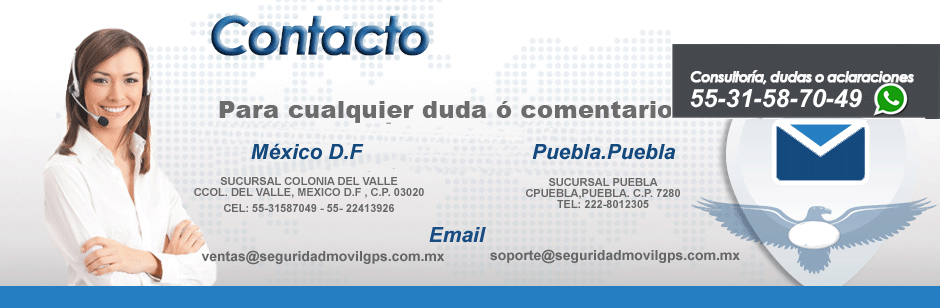 Contacto
Consultoría, dudas o aclaraciones
55-31-58-70-49
Para cualquier duda ó comentario
México D.F
SUCURSAL COLONIA DEL VALLE
CCOL. DEL VALLE, MEXICO D.F , C.P. 03020
CEL: 55-31587049 - 55- 22413926
Puebla.Puebla
SUCURSAL PUEBLA
CPUEBLA,PUEBLA. C.P. 7280
TEL: 222-8012305
Email
ventas@seguridadmovilgps.com.mx
soporte@seguridadmovilgps.com.mx